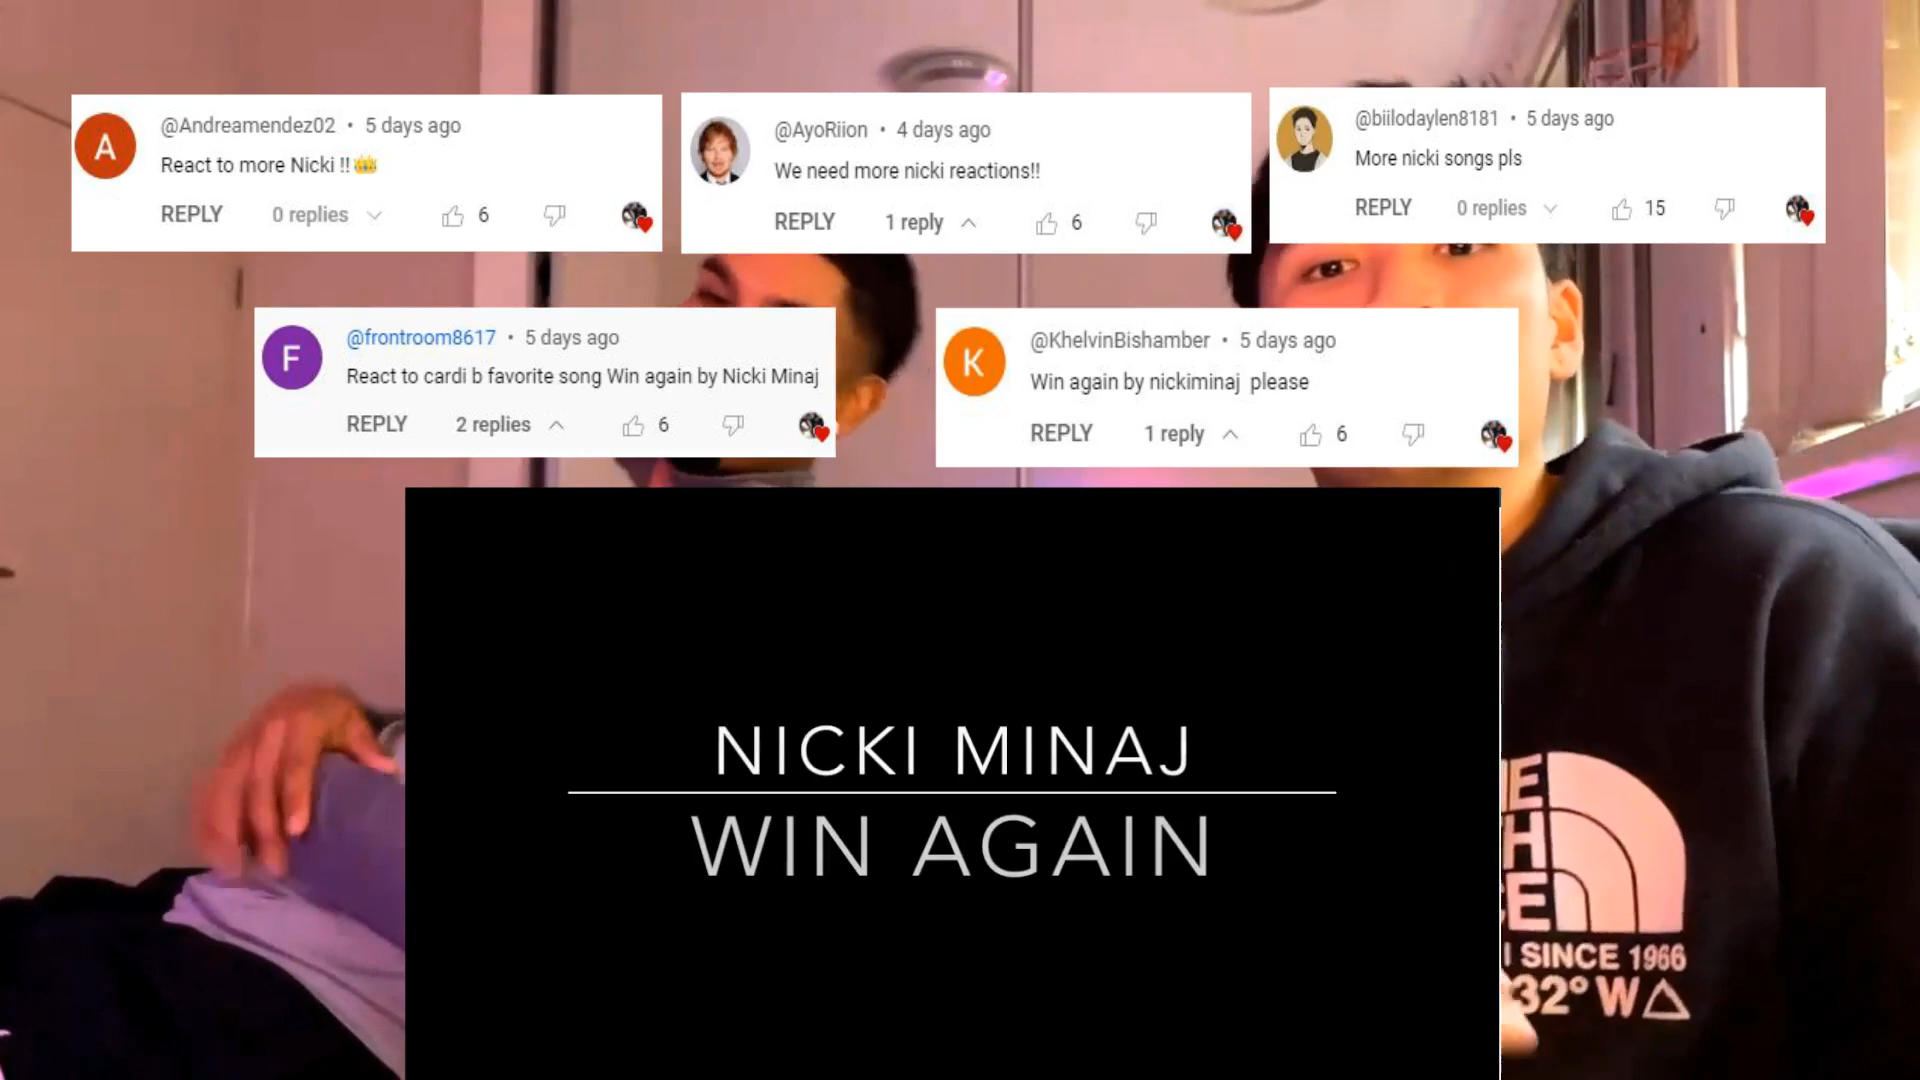 A
@Andreamendez02 • 5 days ago
React to more Nicki !!👑👑
REPLY 0 replies 6
@AyoRiion • 4 days ago
We need more nicki reactions!!
REPLY 1 reply 6
@biilodaylen8181 • 5 days ago
More nicki songs pls
REPLY 0 replies 15
F
@frontroom8617 • 5 days ago
React to cardi b favorite song Win again by Nicki Minaj
REPLY 2 replies 6
K
@KhelvinBishamber • 5 days ago
Win again by nickiminaj please
REPLY 1 reply 6
NICKI MINAJ
WIN AGAIN
SINCE 1966
32° W